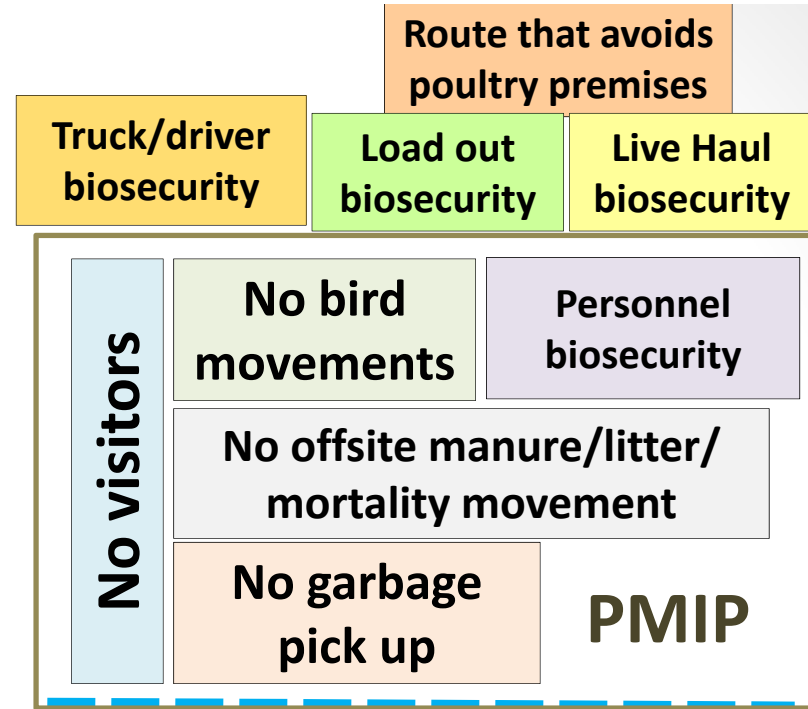 Route that avoids
poultry premises
Truck/driver
biosecurity
Load out
biosecurity
Live Haul
biosecurity
No visitors
No bird
movements
Personnel
biosecurity
No offsite manure/litter/
mortality movement
No garbage
pick up
PMIP